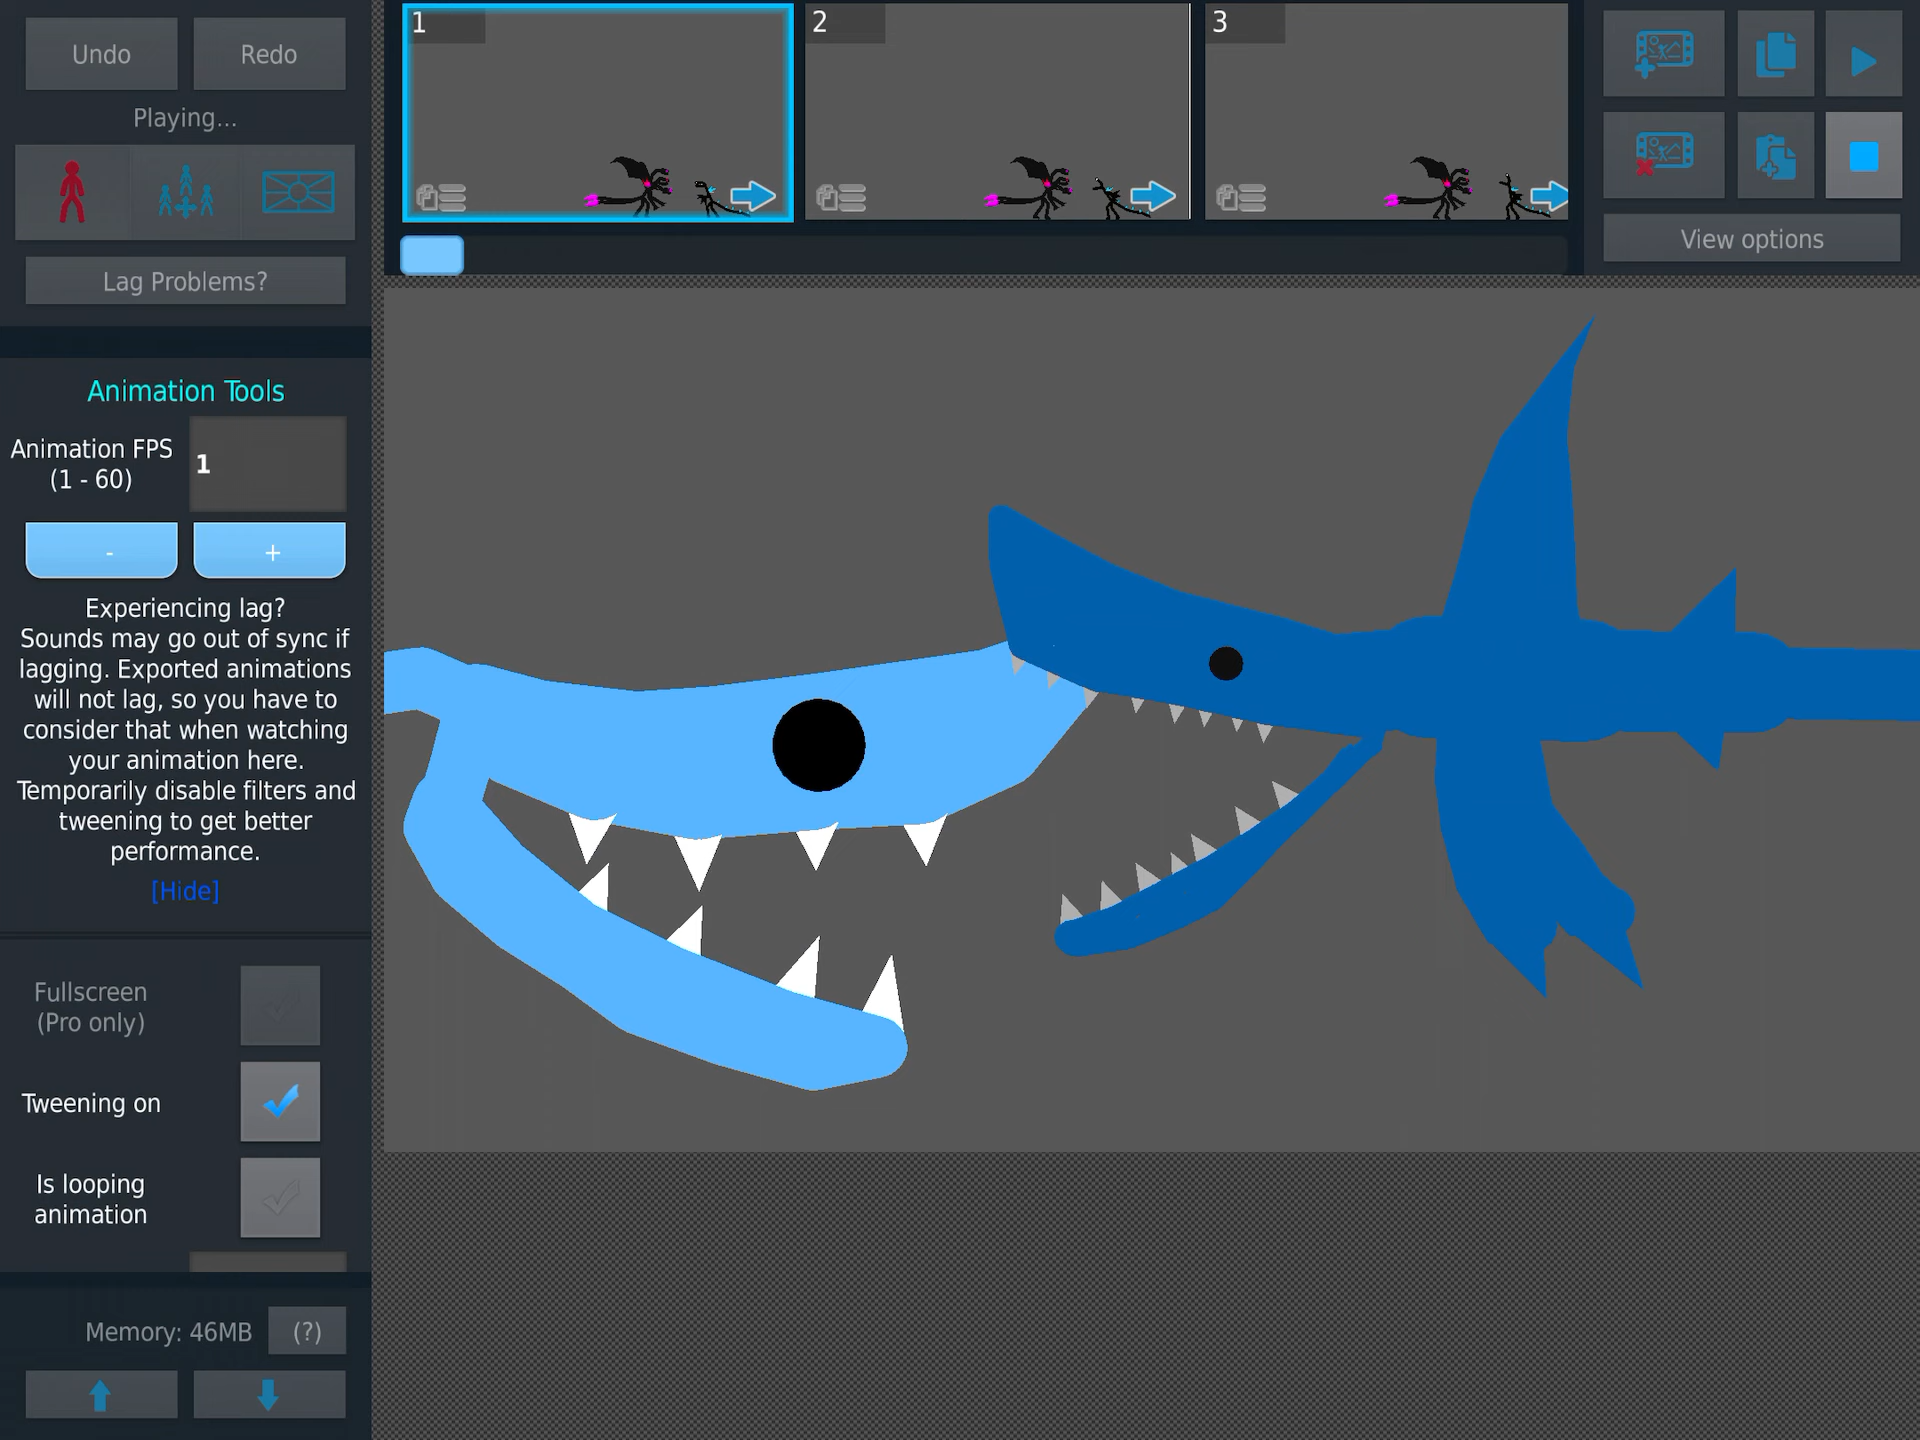 Undo
Redo
Playing...
Lag Problems?
1
2
3
View options
Animation Tools
Animation FPS
(1 - 60)
1
-
+
Experiencing lag?
Sounds may go out of sync if
lagging. Exported animations
will not lag, so you have to
consider that when watching
your animation here.
Temporarily disable filters and
tweening to get better
performance.
[Hide]
Fullscreen
(Pro only)
Tweening on
Is looping
animation
Memory: 46MB
(?)